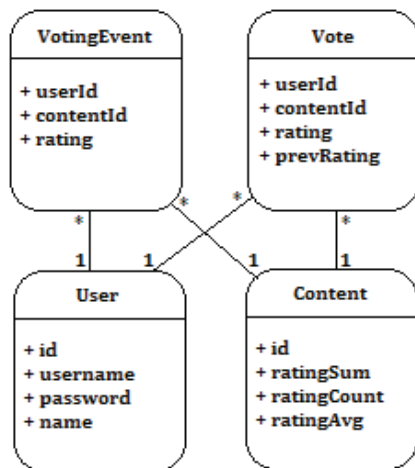 VotingEvent
+ userId
+ contentId
+ rating
Vote
+ userId
+ contentId
+ rating
+ prevRating
*
*
*
*
1
1
1
1
User
+ id
+ username
+ password
+ name
Content
+ id
+ ratingSum
+ ratingCount
+ ratingAvg